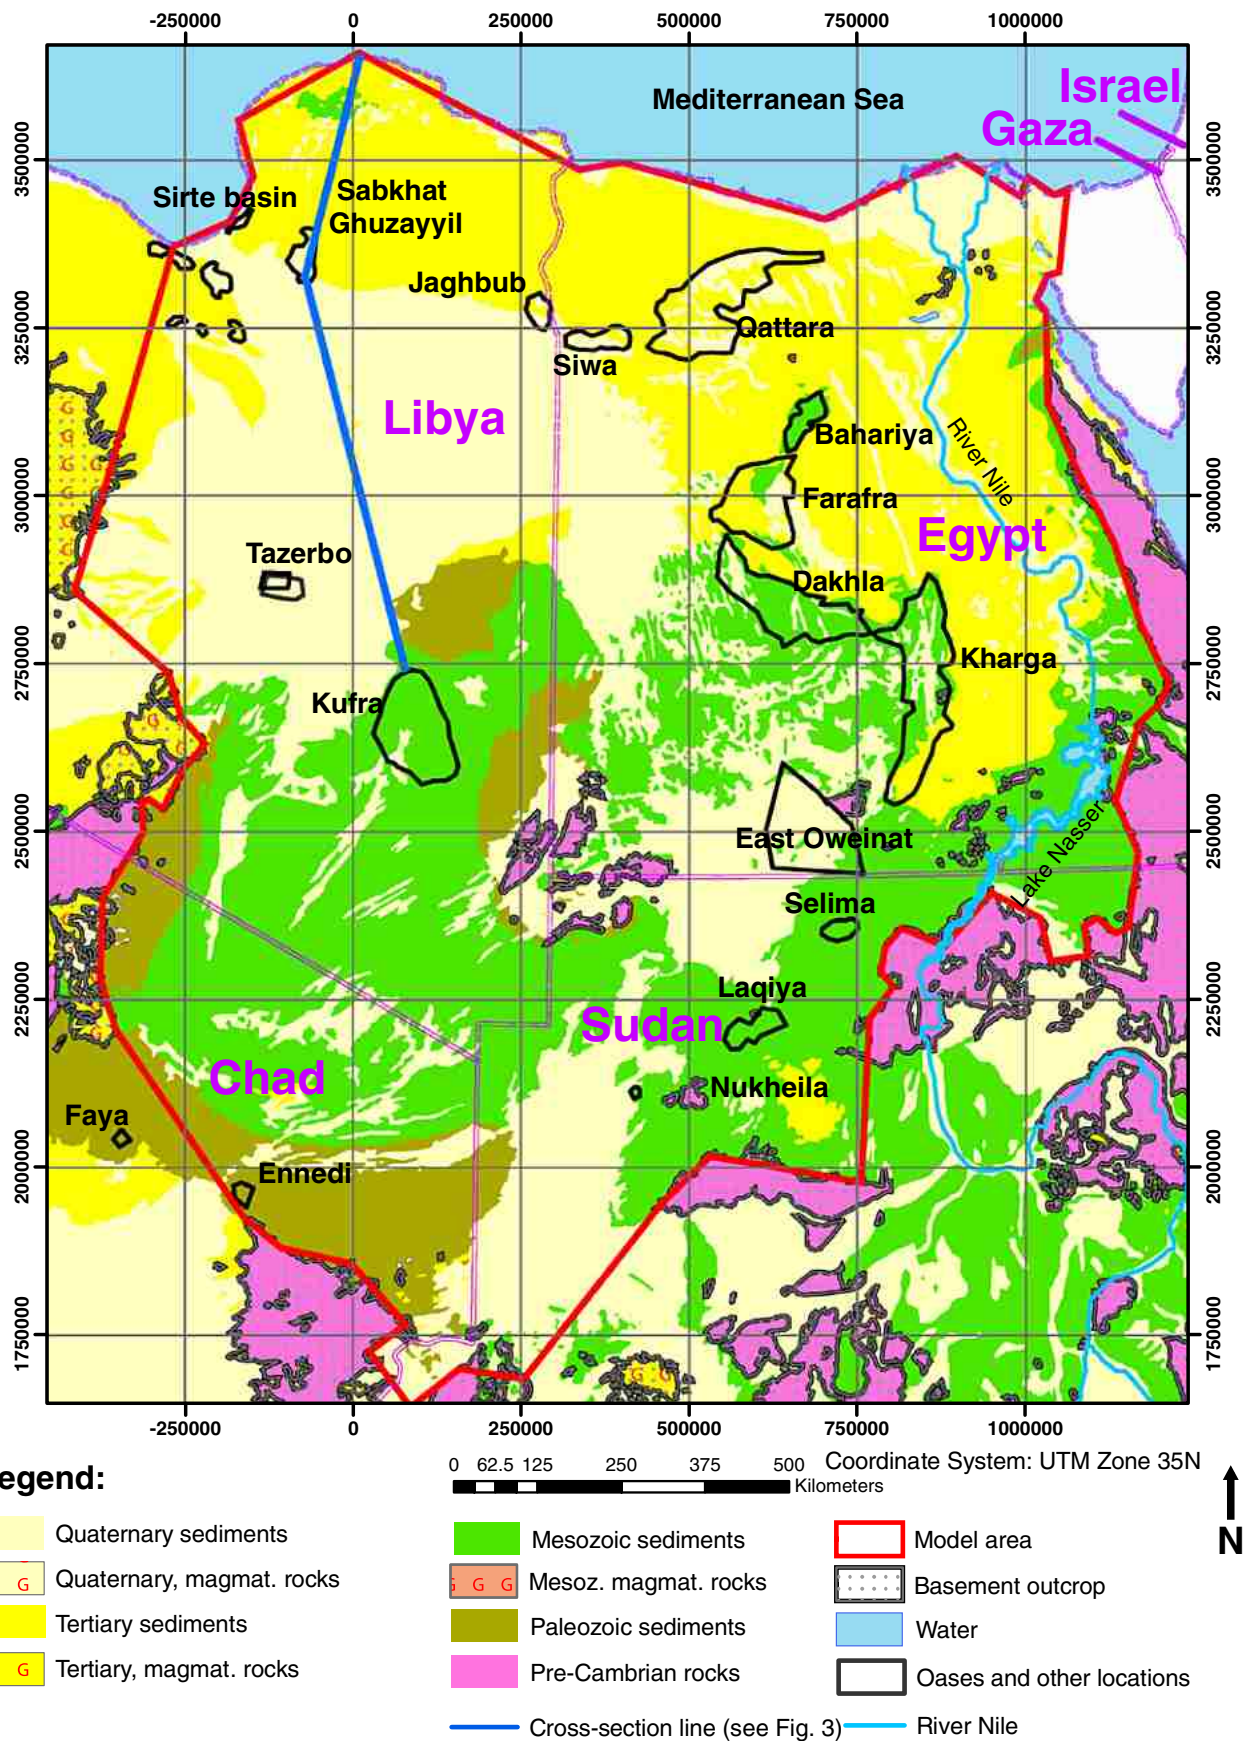 -250000 0 250000 500000 750000 1000000
Israel
Mediterranean Sea
Gaza
3500000 3500000
Sirte basin
Sabkhat
Ghuzayyil
Jaghbub
3250000 Qattara 3250000
Siwa
Libya
Bahariya
River Nile
3000000 Farafra 3000000
Egypt
Tazerbo
Dakhla
2750000 Kharga 2750000
Kufra
2500000 East Oweinat 2500000
Lake Nasser
Selima
Laqiya
2250000 2250000
Sudan
Chad
Nukheila
Faya
2000000 Ennedi 2000000
1750000 1750000
G G G G G G G G
G G
G G
G
G
G G
-250000 0 250000 500000 750000 1000000
egend:
0 62.5 125 250 375 500
Kilometers
Coordinate System: UTM Zone 35N
N
Quaternary sediments
G Quaternary, magmat. rocks
Tertiary sediments
G Tertiary, magmat. rocks
Mesozoic sediments
G G G Mesoz. magmat. rocks
Paleozoic sediments
Pre-Cambrian rocks
Cross-section line (see Fig. 3)
Model area
Basement outcrop
Water
Oases and other locations
River Nile